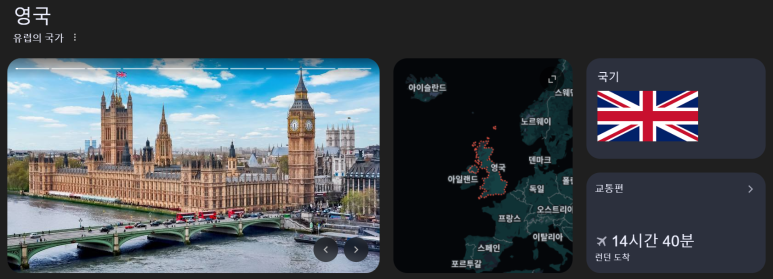 영국
유럽의 국가
아이슬란드
스웨덴
노르웨이
영국
덴마크
아일랜드
독일
폴란
오스트리아
프랑스
이탈리아
스페인
포르투갈
국기
교통편
14시간 40분
런던 도착